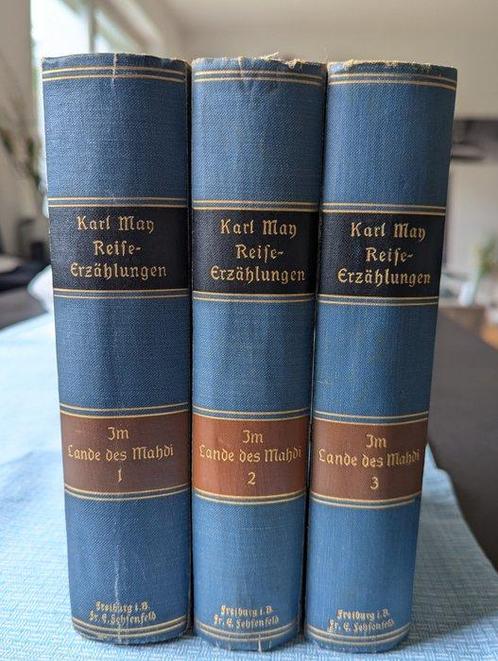 Karl May
Reise-
Erzählungen
Im
Lande des Mahdi
1
Freiburg i. B.
Fr. E. Fehsenfeld
Karl May
Reise-
Erzählungen
Im
Lande des Mahdi
2
Freiburg i. B.
Fr. E. Fehsenfeld
Karl May
Reise-
Erzählungen
Im
Lande des Mahdi
3
Freiburg i. B.
Fr. E. Fehsenfeld